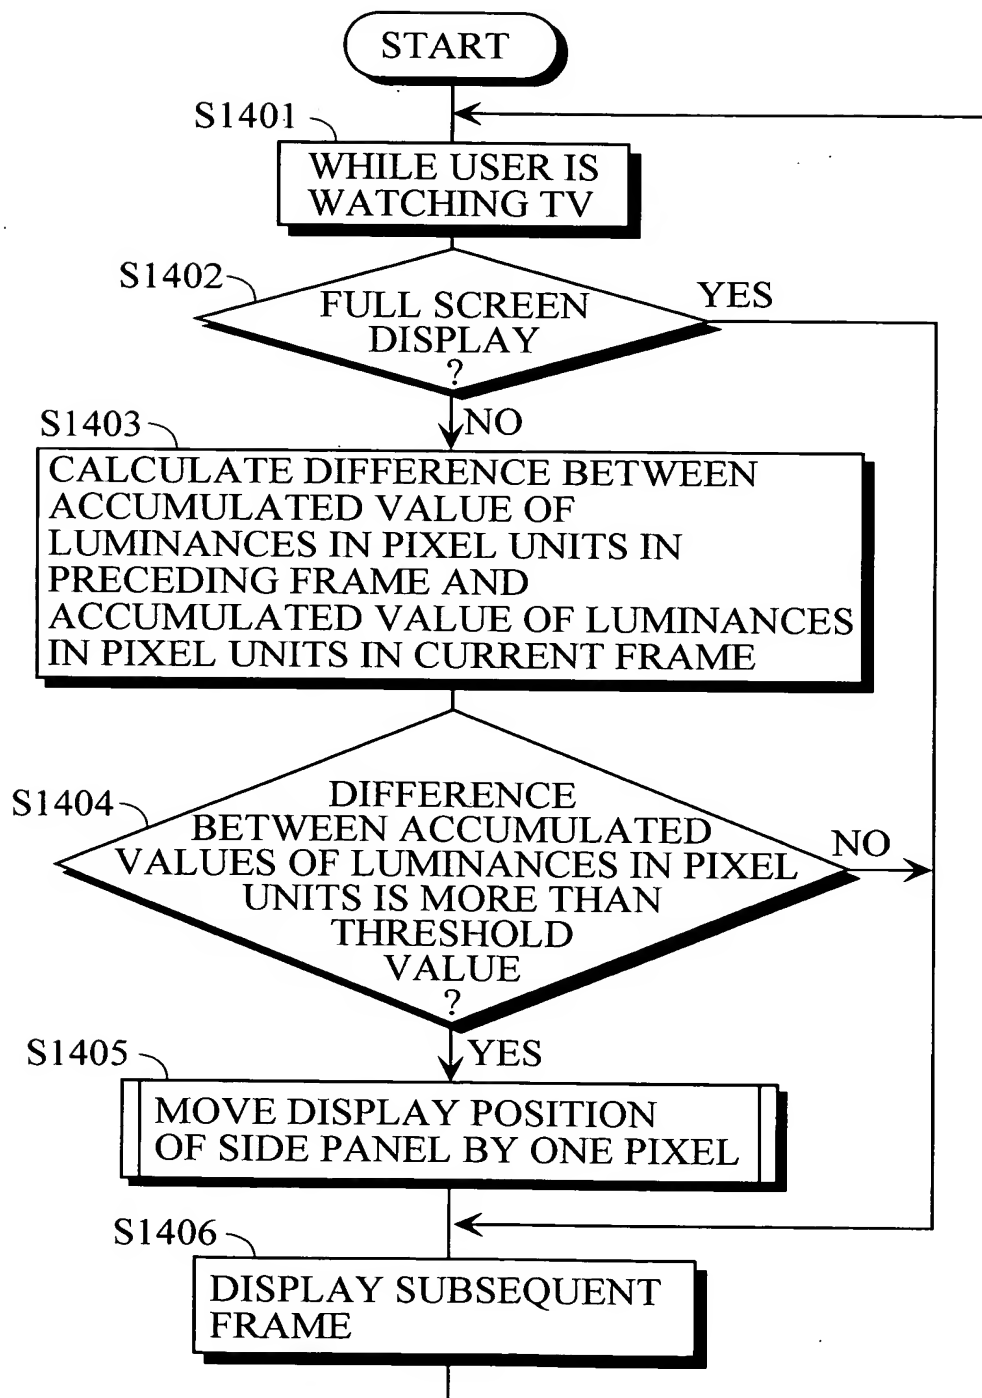 START
S1401
WHILE USER IS
WATCHING TV
S1402
FULL SCREEN
DISPLAY
?
YES
NO
S1403
CALCULATE DIFFERENCE BETWEEN
ACCUMULATED VALUE OF
LUMINANCES IN PIXEL UNITS IN
PRECEDING FRAME AND
ACCUMULATED VALUE OF LUMINANCES
IN PIXEL UNITS IN CURRENT FRAME
S1404
DIFFERENCE
BETWEEN ACCUMULATED
VALUES OF LUMINANCES IN PIXEL
UNITS IS MORE THAN
THRESHOLD
VALUE
?
NO
YES
S1405
MOVE DISPLAY POSITION
OF SIDE PANEL BY ONE PIXEL
S1406
DISPLAY SUBSEQUENT
FRAME